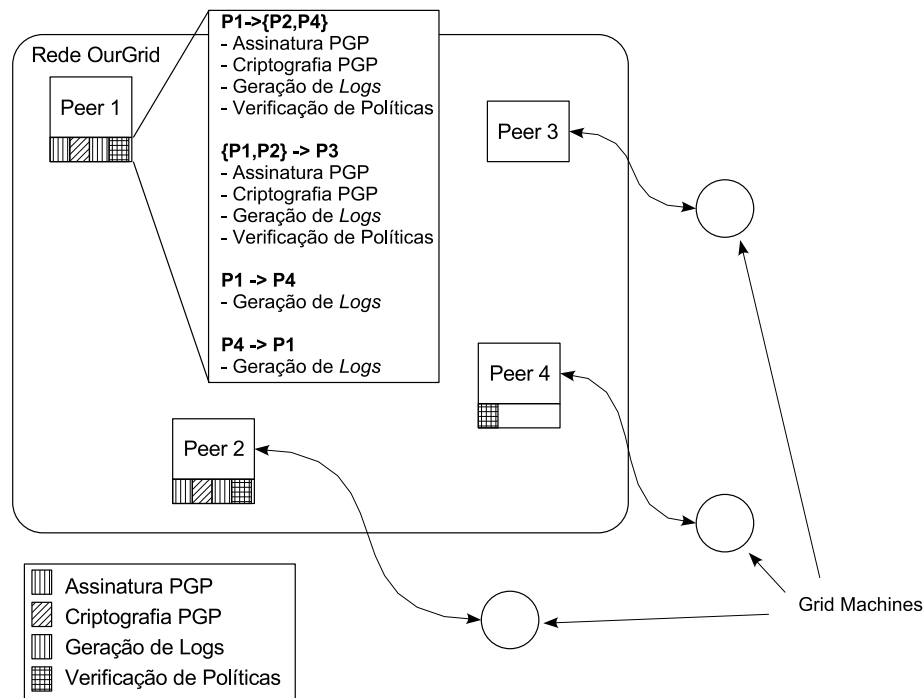 Rede OurGrid
Peer 1
P1->{P2,P4}
- Assinatura PGP
- Criptografia PGP
- Geração de Logs
- Verificação de Políticas
{P1,P2} -> P3
- Assinatura PGP
- Criptografia PGP
- Geração de Logs
- Verificação de Políticas
P1 -> P4
- Geração de Logs
P4 -> P1
- Geração de Logs
Peer 3
Peer 4
Peer 2
Grid Machines
Assinatura PGP
Criptografia PGP
Geração de Logs
Verificação de Políticas